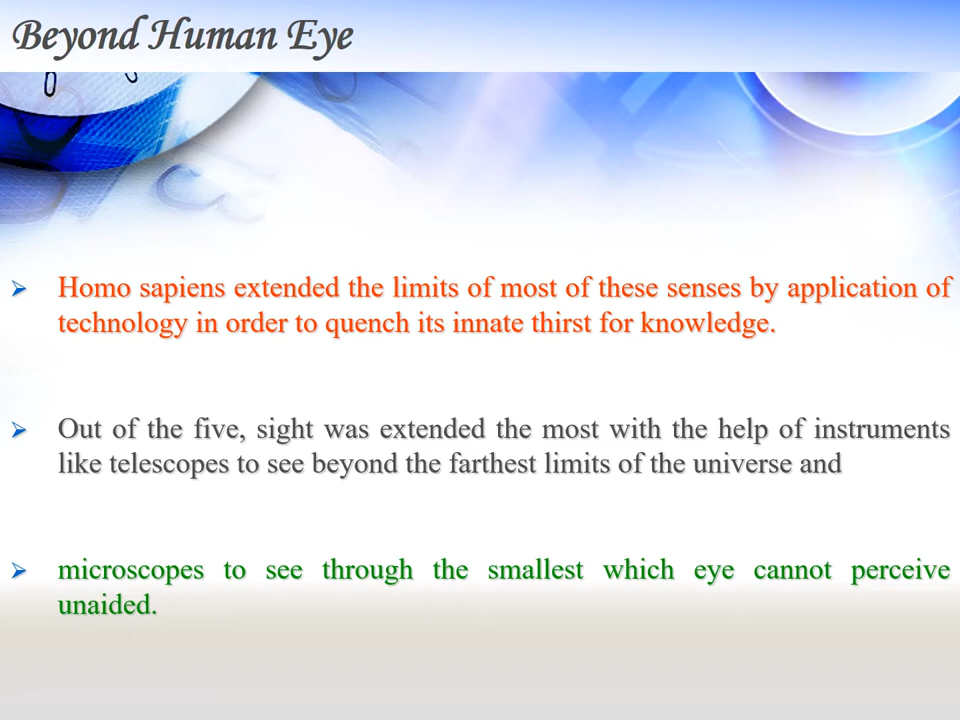 Beyond Human Eye
Homo sapiens extended the limits of most of these senses by application of
technology in order to quench its innate thirst for knowledge.
Out of the five, sight was extended the most with the help of instruments
like telescopes to see beyond the farthest limits of the universe and
microscopes to see through the smallest which eye cannot perceive
unaided.